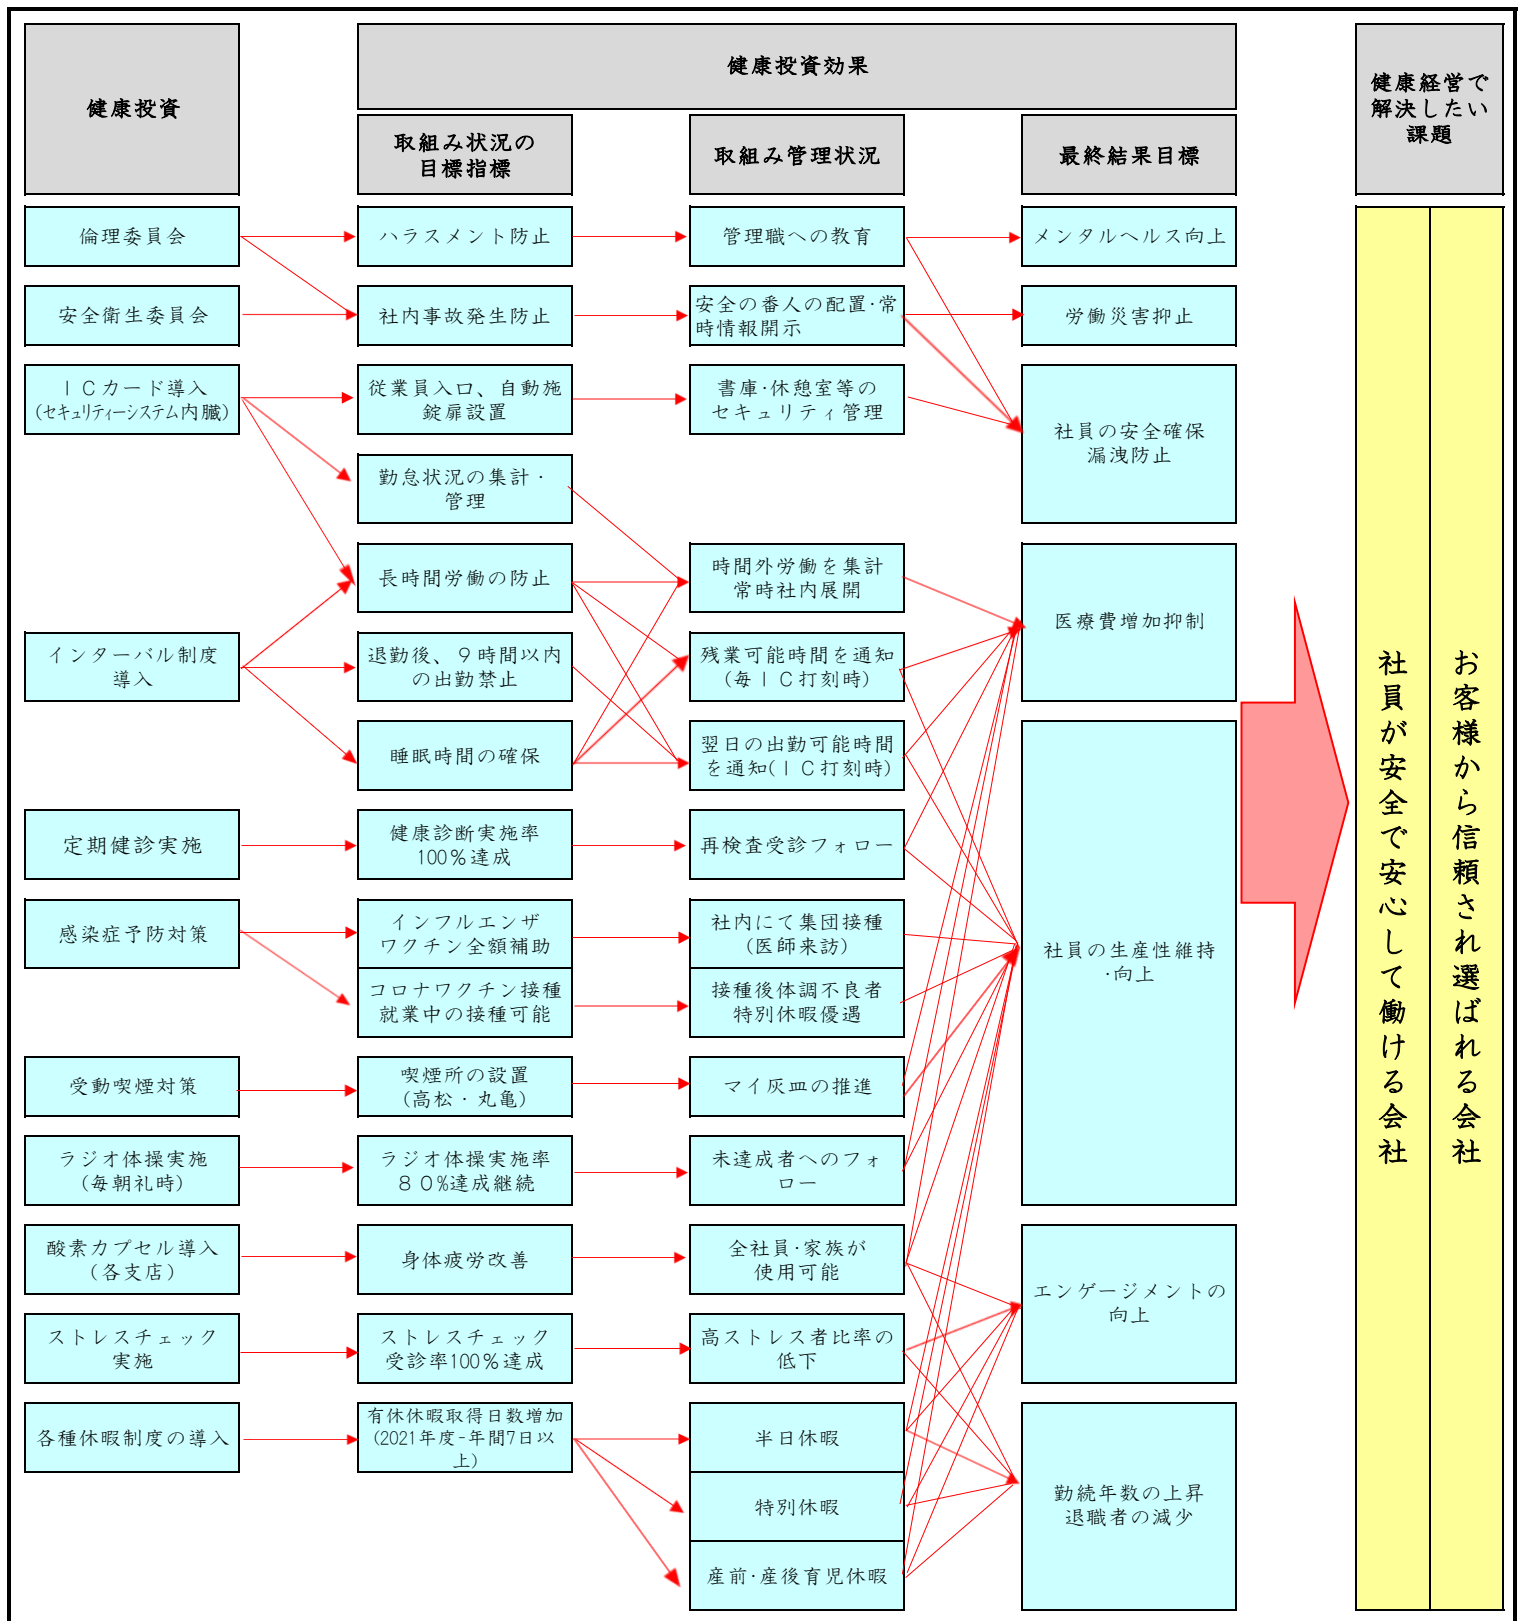 健康投資
健康投資効果
健康経営で
解決したい
課題
取組み状況の
目標指標
取組み管理状況
最終結果目標
倫理委員会
ハラスメント防止
管理職への教育
メンタルヘルス向上
安全衛生委員会
社内事故発生防止
安全の番人の配置･常
時情報開示
労働災害抑止
ＩＣカード導入
(セキュリティーシステム内臓)
従業員入口、自動施
錠扉設置
書庫･休憩室等の
セキュリティ管理
社員の安全確保
漏洩防止
勤怠状況の集計・
管理
長時間労働の防止
時間外労働を集計
常時社内展開
医療費増加抑制
インターバル制度
導入
退勤後、９時間以内
の出勤禁止
残業可能時間を通知
(毎ＩＣ打刻時)
睡眠時間の確保
翌日の出勤可能時間
を通知(ＩＣ打刻時)
定期健診実施
健康診断実施率
100％達成
再検査受診フォロー
社員の生産性維持
･向上
感染症予防対策
インフルエンザ
ワクチン全額補助
社内にて集団接種
(医師来訪)
コロナワクチン接種
就業中の接種可能
接種後体調不良者
特別休暇優遇
受動喫煙対策
喫煙所の設置
(高松・丸亀)
マイ灰皿の推進
ラジオ体操実施
(毎朝礼時)
ラジオ体操実施率
８０%達成継続
未達成者へのフォ
ロー
酸素カプセル導入
(各支店)
身体疲労改善
全社員･家族が
使用可能
エンゲージメントの
向上
ストレスチェック
実施
ストレスチェック
受診率100％達成
高ストレス者比率の
低下
各種休暇制度の導入
有休休暇取得日数増加
(2021年度-年間7日以
上)
半日休暇
特別休暇
産前･産後育児休暇
勤続年数の上昇
退職者の減少
お客様から信頼され選ばれる会社
社員が安全で安心して働ける会社